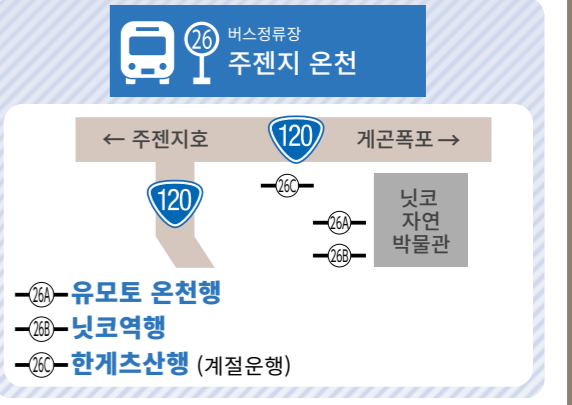 26
버스정류장
주젠지 온천
← 주젠지호
120
게곤폭포 →
120
26C
26A
26B
닛코
자연
박물관
26A 유모토 온천행
26B 닛코역행
26C 한게츠산행 (계절운행)